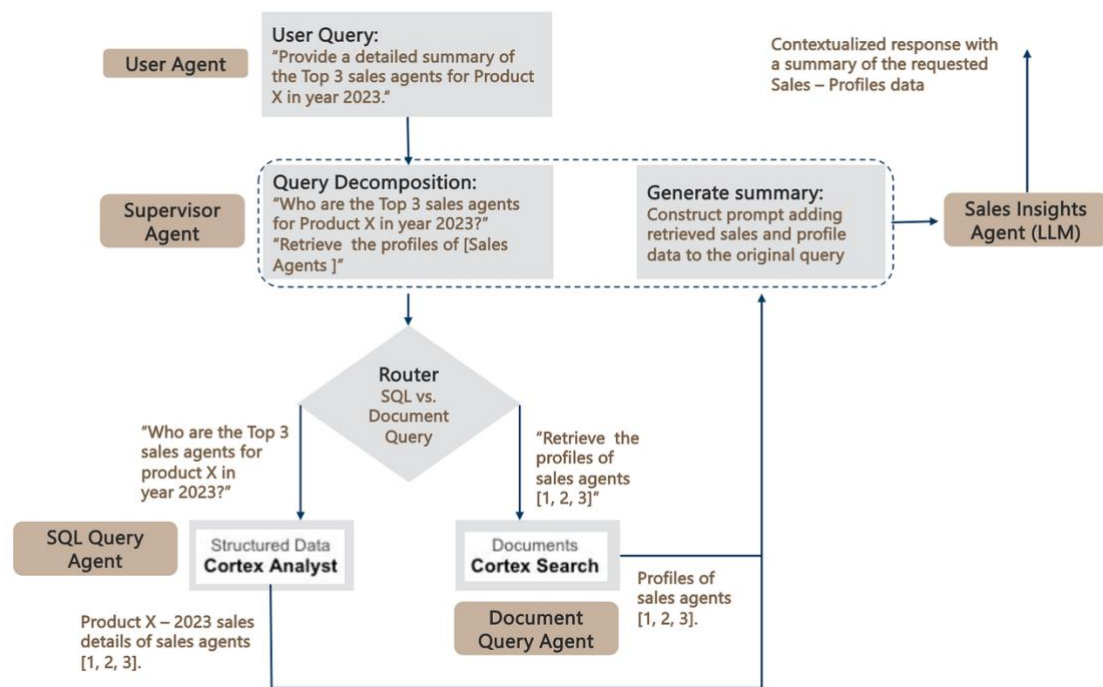 User Agent
User Query:
"Provide a detailed summary of
the Top 3 sales agents for Product
X in year 2023."
Contextualized response with
a summary of the requested
Sales – Profiles data
Supervisor
Agent
Query Decomposition:
"Who are the Top 3 sales agents
for Product X in year 2023?"
"Retrieve the profiles of [Sales
Agents ]"
Generate summary:
Construct prompt adding
retrieved sales and profile
data to the original query
Sales Insights
Agent (LLM)
Router
SQL vs.
Document
Query
"Who are the Top 3
sales agents for
product X in
year 2023?"
"Retrieve the
profiles of
sales agents
[1, 2, 3]"
SQL Query
Agent
Structured Data
Cortex Analyst
Documents
Cortex Search
Product X – 2023 sales
details of sales agents
[1, 2, 3].
Document
Query Agent
Profiles of
sales agents
[1, 2, 3].